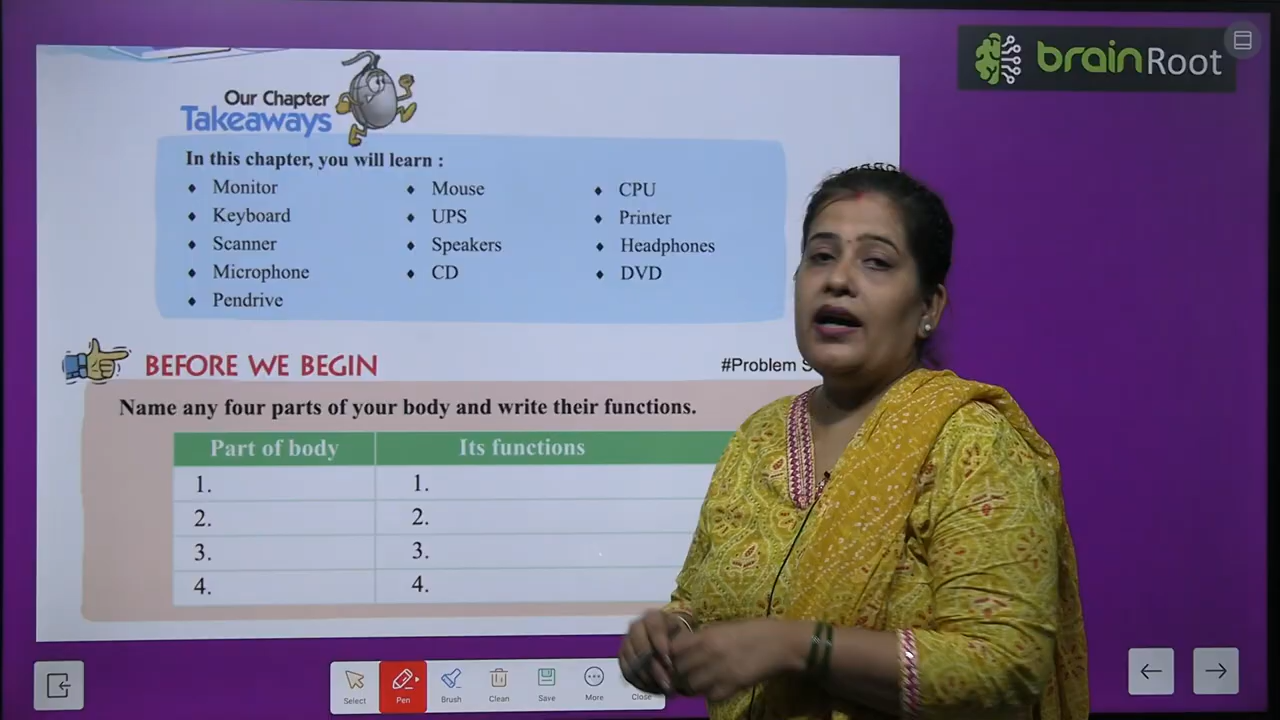 brainRoot
Our Chapter
Takeaways
In this chapter, you will learn :
♦ Monitor ♦ Mouse ♦ CPU
♦ Keyboard ♦ UPS ♦ Printer
♦ Scanner ♦ Speakers ♦ Headphones
♦ Microphone ♦ CD ♦ DVD
♦ Pendrive
BEFORE WE BEGIN
#Problem S
Name any four parts of your body and write their functions.
Part of body Its functions
1. 1.
2. 2.
3. 3.
4. 4.
Select Pen Brush Clean Save More Close